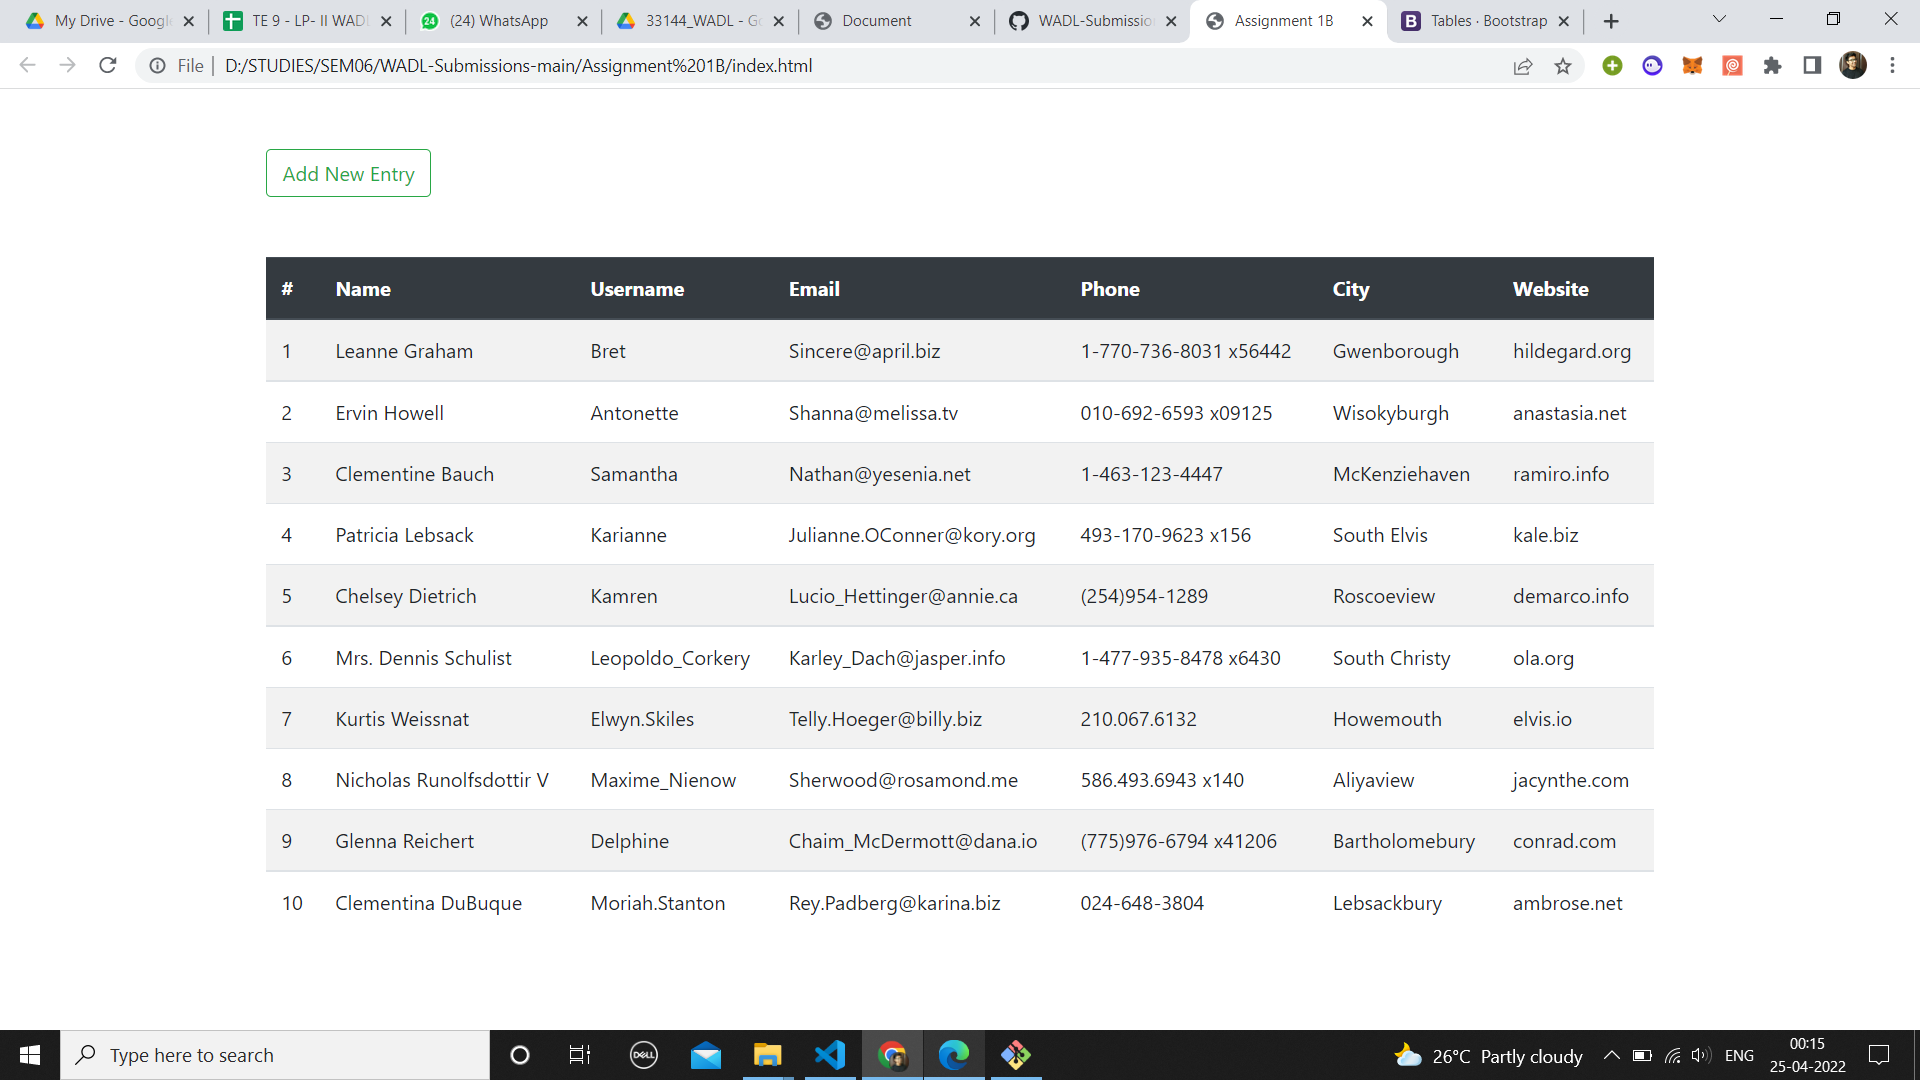 My Drive - Google
TE 9 - LP- II WADL
(24) WhatsApp
33144_WADL - Go
Document
WADL-Submission
Assignment 1B
Tables · Bootstrap
File
D:/STUDIES/SEM06/WADL-Submissions-main/Assignment%201B/index.html
Add New Entry
# Name Username Email Phone City Website
1 Leanne Graham Bret Sincere@april.biz 1-770-736-8031 x56442 Gwenborough hildegard.org
2 Ervin Howell Antonette Shanna@melissa.tv 010-692-6593 x09125 Wisokyburgh anastasia.net
3 Clementine Bauch Samantha Nathan@yesenia.net 1-463-123-4447 McKenziehaven ramiro.info
4 Patricia Lebsack Karianne Julianne.OConner@kory.org 493-170-9623 x156 South Elvis kale.biz
5 Chelsey Dietrich Kamren Lucio_Hettinger@annie.ca (254)954-1289 Roscoeview demarco.info
6 Mrs. Dennis Schulist Leopoldo_Corkery Karley_Dach@jasper.info 1-477-935-8478 x6430 South Christy ola.org
7 Kurtis Weissnat Elwyn.Skiles Telly.Hoeger@billy.biz 210.067.6132 Howemouth elvis.io
8 Nicholas Runolfsdottir V Maxime_Nienow Sherwood@rosamond.me 586.493.6943 x140 Aliyaview jacynthe.com
9 Glenna Reichert Delphine Chaim_McDermott@dana.io (775)976-6794 x41206 Bartholomebury conrad.com
10 Clementina DuBuque Moriah.Stanton Rey.Padberg@karina.biz 024-648-3804 Lebsackbury ambrose.net
Type here to search
DELL
26°C Partly cloudy
ENG
00:15
25-04-2022